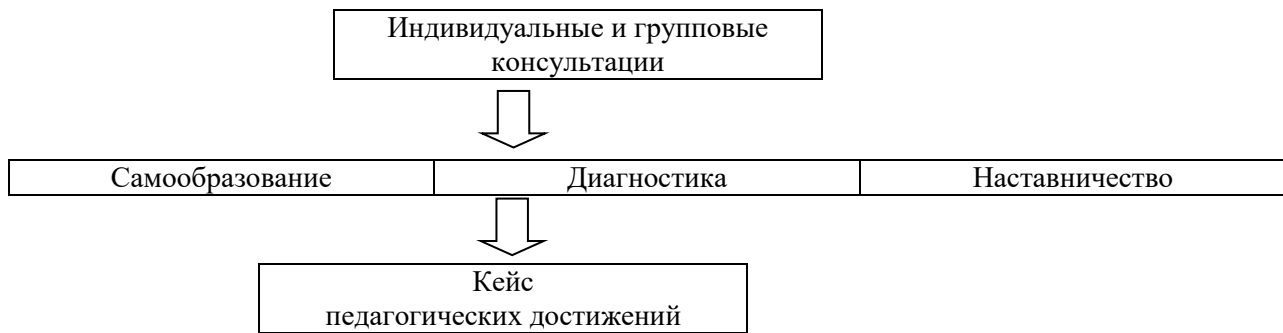 Индивидуальные и групповые
консультации
Самообразование Диагностика Наставничество
Кейс
педагогических достижений